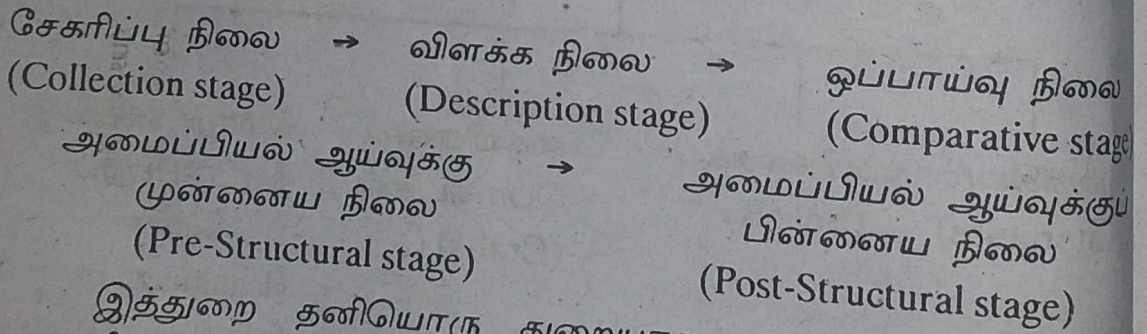 சேகரிப்பு நிலை → விளக்க நிலை → ஒப்பாய்வு நிலை
(Collection stage) (Description stage) (Comparative stage)
அமைப்பியல் ஆய்வுக்கு → அமைப்பியல் ஆய்வுக்குப்
முன்னைய நிலை பின்னைய நிலை
(Pre-Structural stage) (Post-Structural stage)
இத்துறை தனியொரு